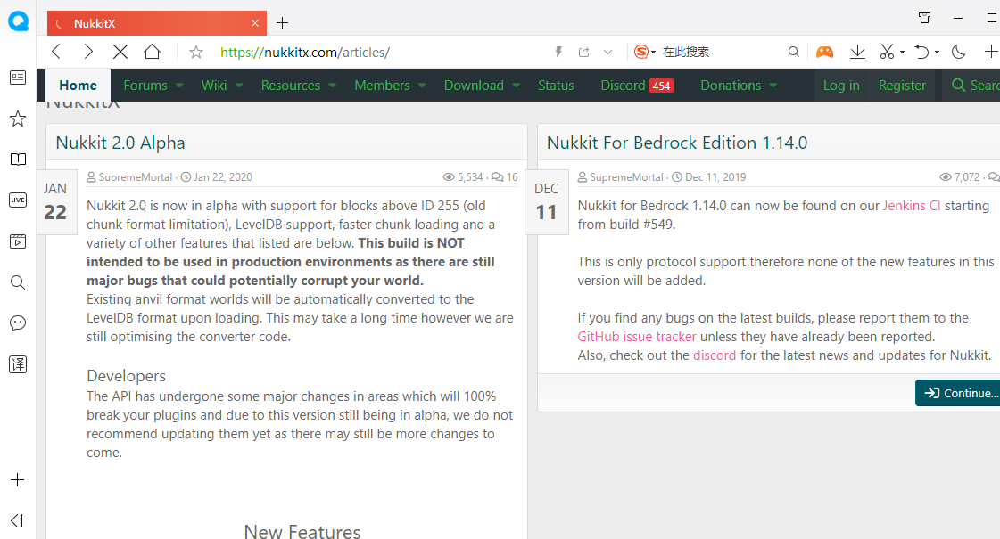 NukkitX
https://nukkitx.com/articles/
在此搜索
LIVE
译
Home Forums Wiki Resources Members Download Status Discord 454 Donations Log in Register Searc
NukkitX
Nukkit 2.0 Alpha
JAN
22
SupremeMortal · Jan 22, 2020 5,534 · 16
Nukkit 2.0 is now in alpha with support for blocks above ID 255 (old
chunk format limitation), LevelDB support, faster chunk loading and a
variety of other features that listed are below. This build is NOT
intended to be used in production environments as there are still
major bugs that could potentially corrupt your world.
Existing anvil format worlds will be automatically converted to the
LevelDB format upon loading. This may take a long time however we are
still optimising the converter code.
Developers
The API has undergone some major changes in areas which will 100%
break your plugins and due to this version still being in alpha, we do not
recommend updating them yet as there may still be more changes to
come.
New Features
Nukkit For Bedrock Edition 1.14.0
DEC
11
SupremeMortal · Dec 11, 2019 7,072 ·
Nukkit for Bedrock 1.14.0 can now be found on our Jenkins CI starting
from build #549.
This is only protocol support therefore none of the new features in this
version will be added.
If you find any bugs on the latest builds, please report them to the
GitHub issue tracker unless they have already been reported.
Also, check out the discord for the latest news and updates for Nukkit.
Continue...